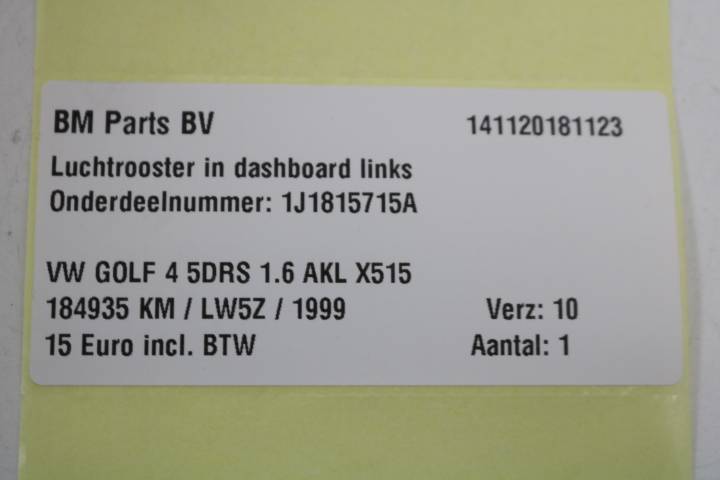 BM Parts BV 141120181123
Luchtrooster in dashboard links
Onderdeelnummer: 1J1815715A
VW GOLF 4 5DRS 1.6 AKL X515
184935 KM / LW5Z / 1999 Verz: 10
15 Euro incl. BTW Aantal: 1